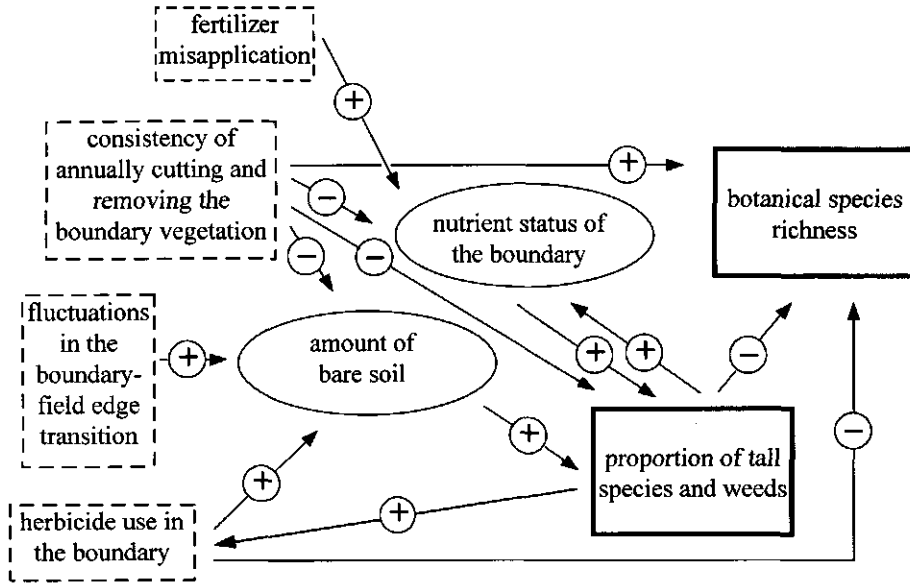 fertilizer
misapplication
+
consistency of
annually cutting and
removing the
boundary vegetation
+
−
−
−
botanical species
richness
nutrient status of
the boundary
fluctuations
in the
boundary-
field edge
transition
+
amount of
bare soil
+
+
−
+
−
proportion of tall
species and weeds
+
+
herbicide use in
the boundary